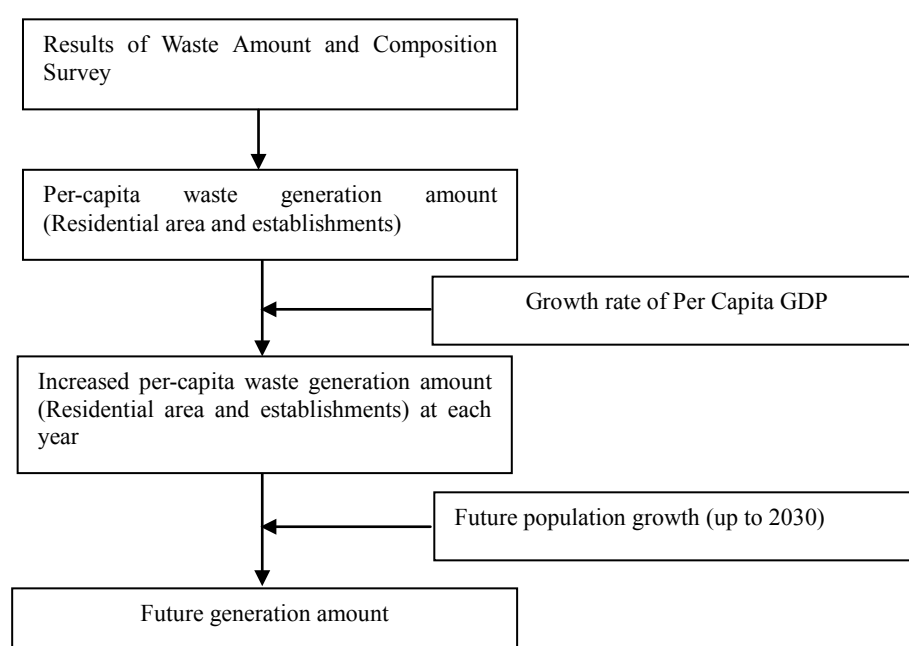 Results of Waste Amount and Composition
Survey
Per-capita waste generation amount
(Residential area and establishments)
Growth rate of Per Capita GDP
Increased per-capita waste generation amount
(Residential area and establishments) at each
year
Future population growth (up to 2030)
Future generation amount